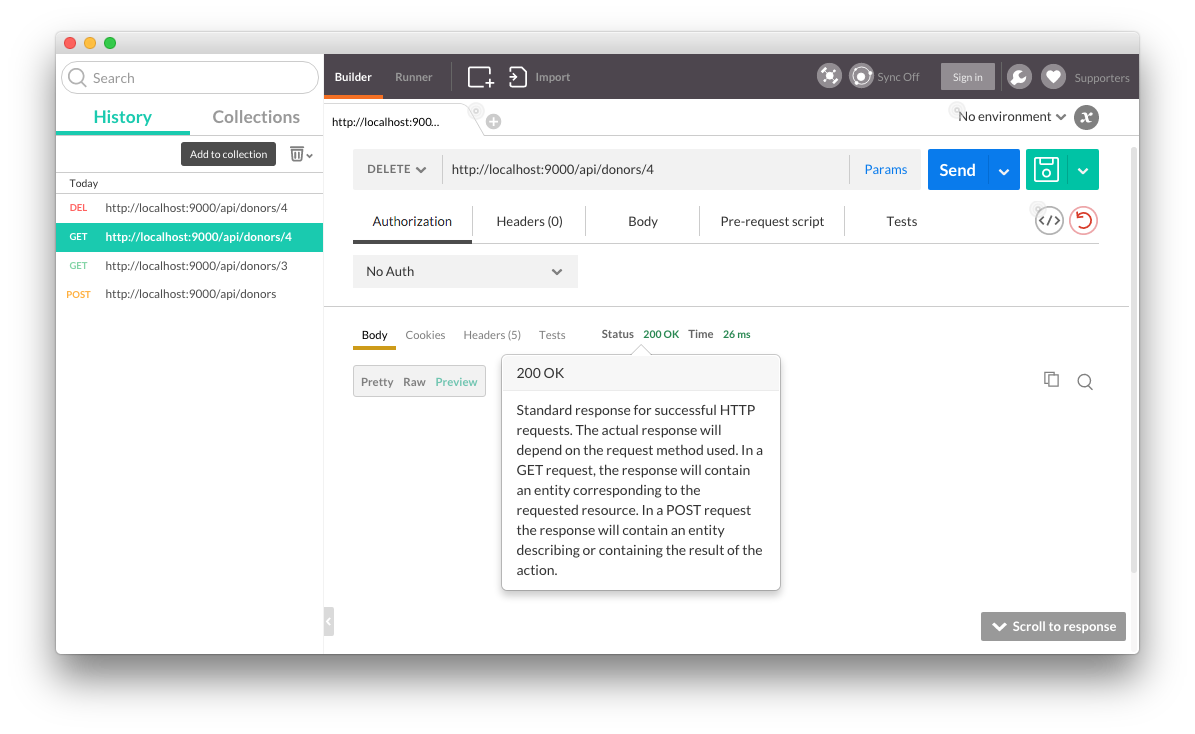 Search
History
Collections
Add to collection
Today
DEL http://localhost:9000/api/donors/4
GET http://localhost:9000/api/donors/4
GET http://localhost:9000/api/donors/3
POST http://localhost:9000/api/donors
Builder
Runner
Import
Sync Off
Sign in
Supporters
http://localhost:900...
No environment
DELETE
http://localhost:9000/api/donors/4
Params
Send
Authorization
Headers (0)
Body
Pre-request script
Tests
No Auth
Body
Cookies
Headers (5)
Tests
Status 200 OK Time 26 ms
Pretty Raw Preview
200 OK
Standard response for successful HTTP
requests. The actual response will
depend on the request method used. In a
GET request, the response will contain
an entity corresponding to the
requested resource. In a POST request
the response will contain an entity
describing or containing the result of the
action.
Scroll to response